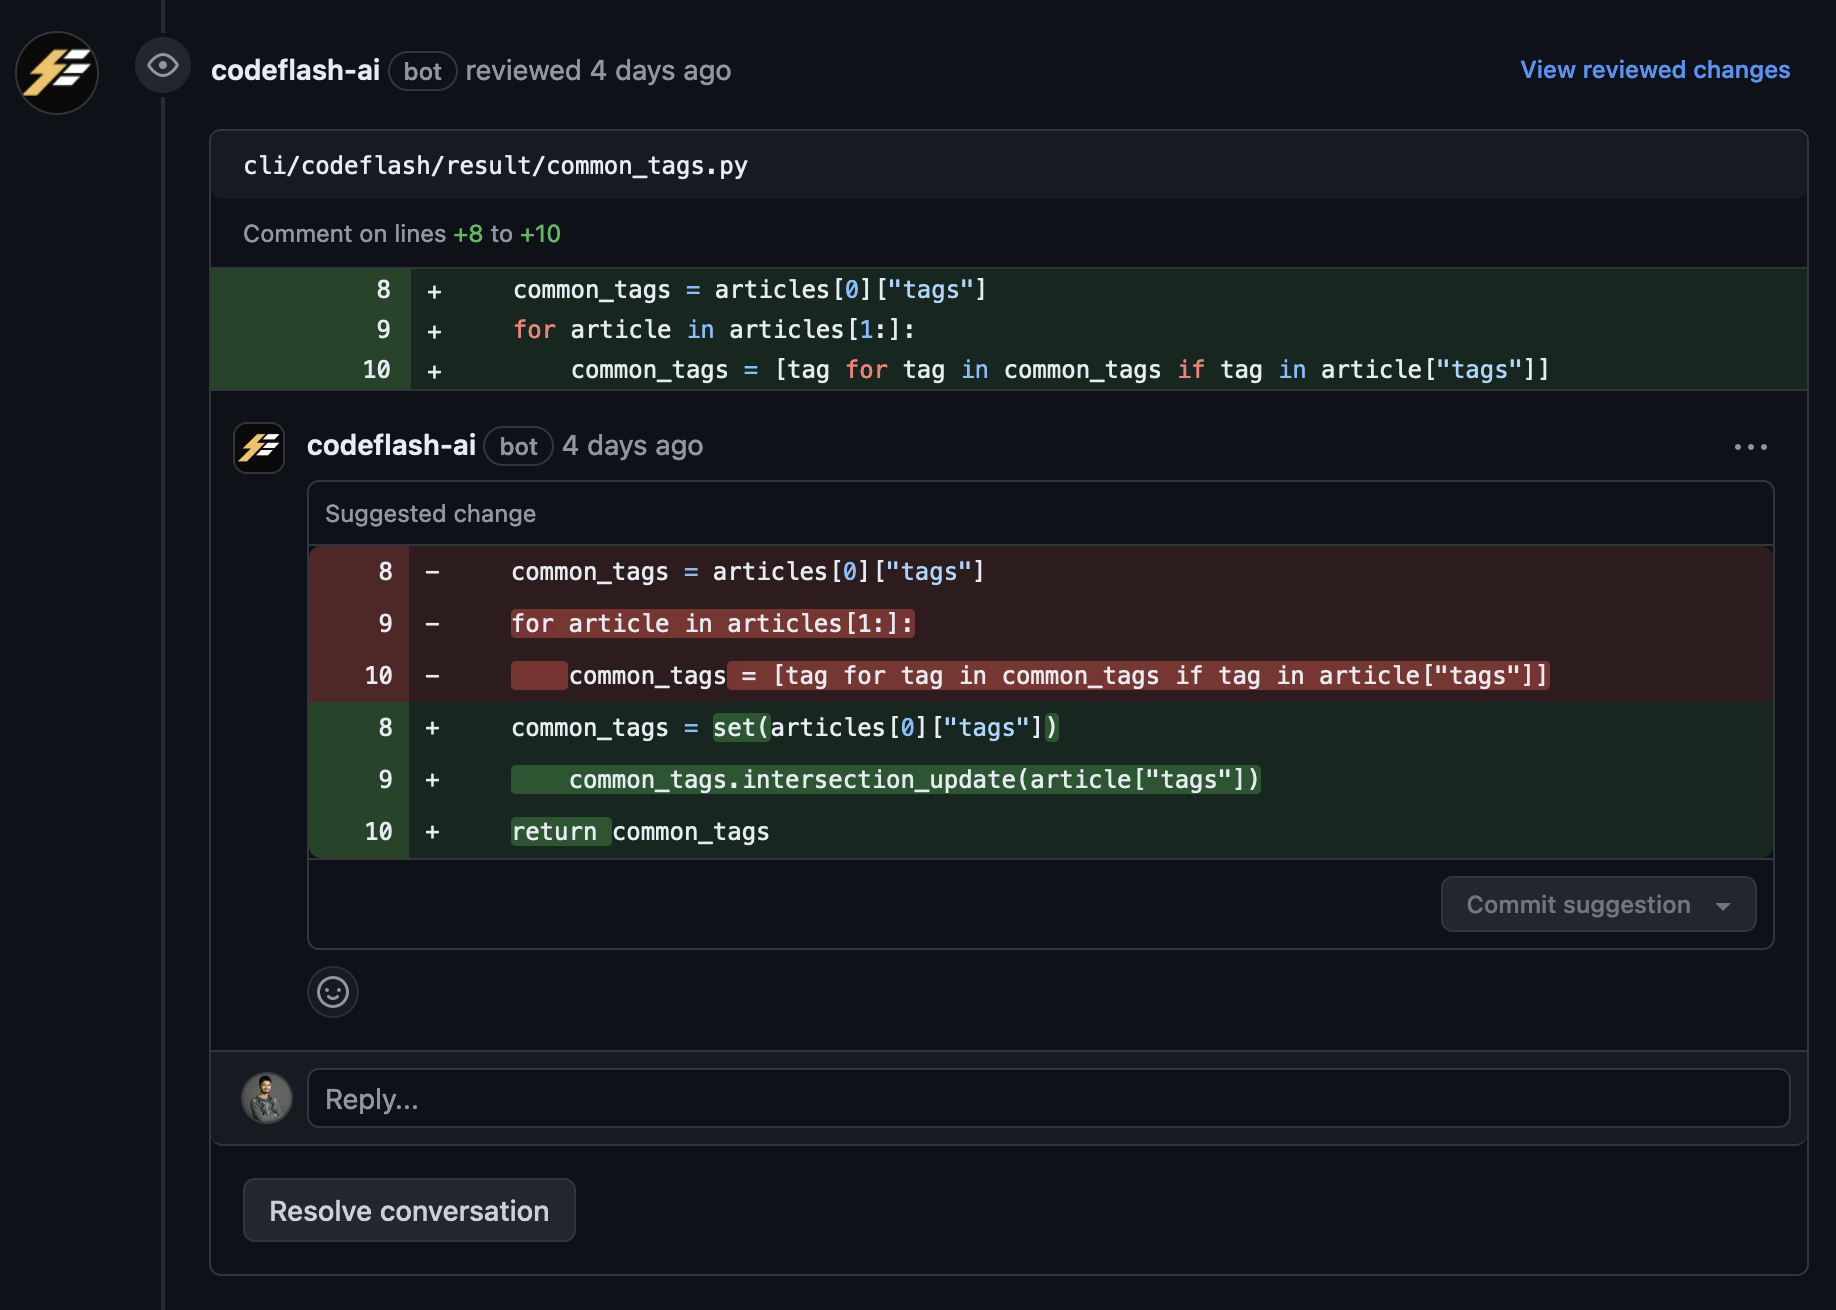 codeflash-ai bot reviewed 4 days ago
View reviewed changes
cli/codeflash/result/common_tags.py
Comment on lines +8 to +10
8 + common_tags = articles[0]["tags"]
9 + for article in articles[1:]:
10 + common_tags = [tag for tag in common_tags if tag in article["tags"]]
codeflash-ai bot 4 days ago
Suggested change
8 - common_tags = articles[0]["tags"]
9 - for article in articles[1:]:
10 - common_tags = [tag for tag in common_tags if tag in article["tags"]]
8 + common_tags = set(articles[0]["tags"])
9 + common_tags.intersection_update(article["tags"])
10 + return common_tags
Commit suggestion
Reply...
Resolve conversation